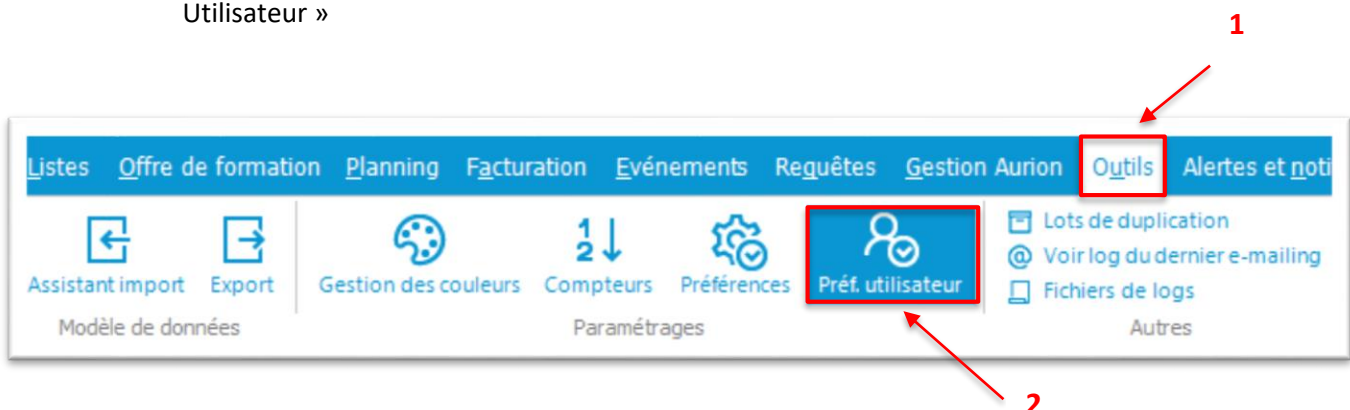 Utilisateur »
1
Listes Offre de formation Planning Facturation Evénements Requêtes Gestion Aurion Outils Alertes et noti
Assistant import Export Gestion des couleurs Compteurs Préférences Préf. utilisateur
Lots de duplication
Voir log du dernier e-mailing
Fichiers de logs
Modèle de données Paramétrages Autres
2